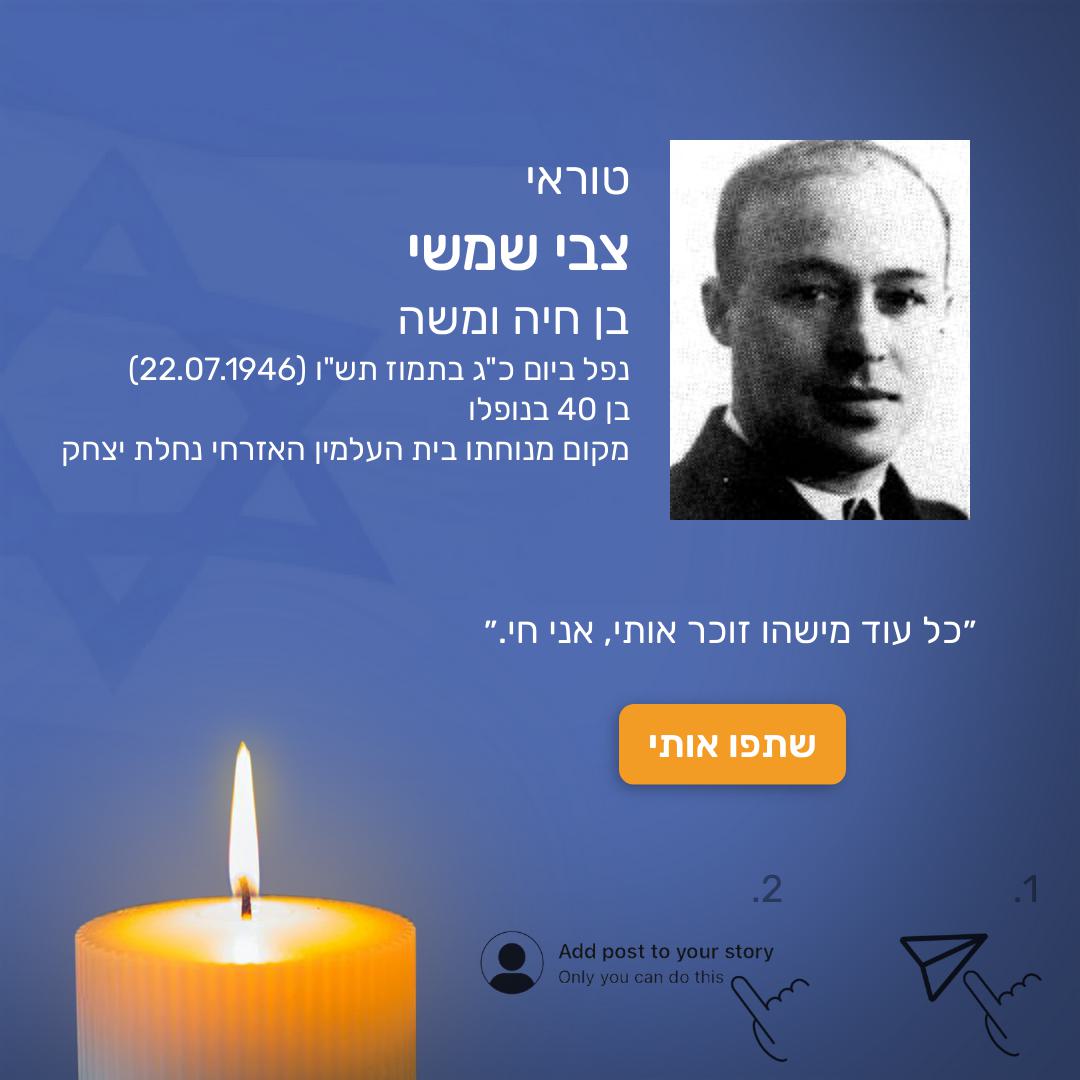 טוראי
צבי שמשי
בן חיה ומשה
נפל ביום כ"ג בתמוז תש"ו (22.07.1946)
בן 40 בנופלו
מקום מנוחתו בית העלמין האזרחי נחלת יצחק
״כל עוד מישהו זוכר אותי, אני חי.״
שתפו אותי
.1
.2
Add post to your story
Only you can do this